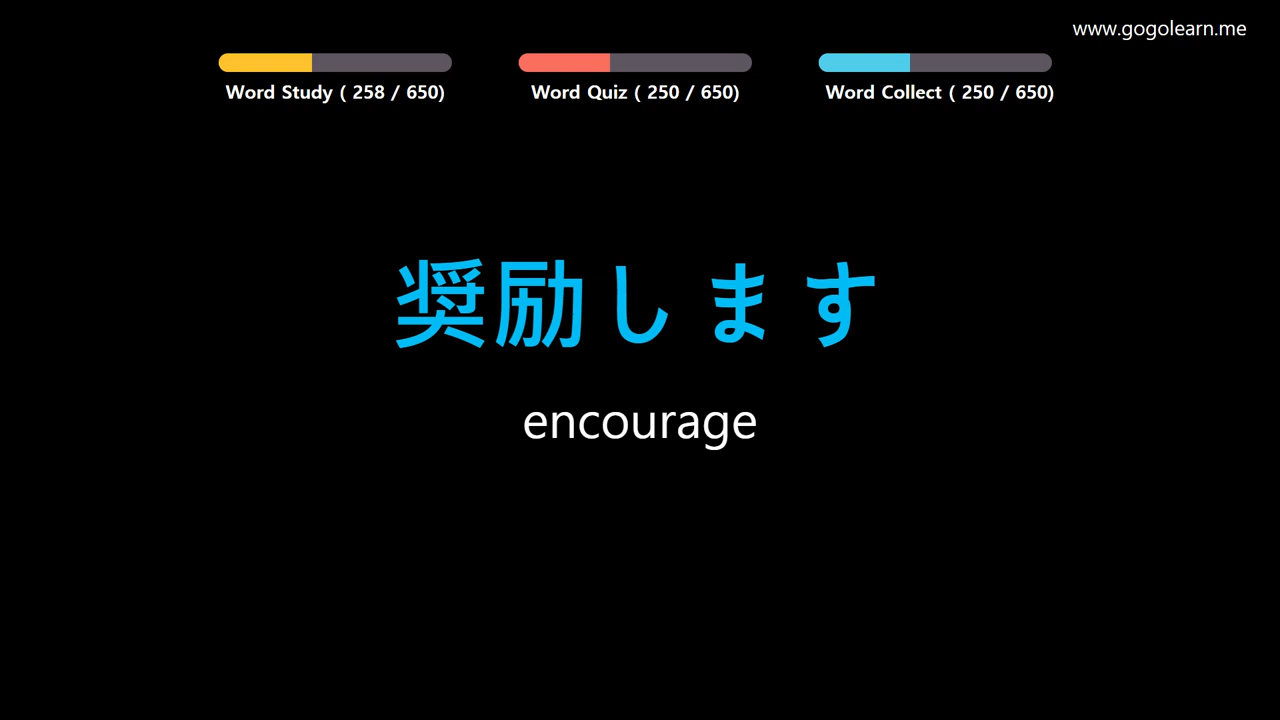 www.gogolearn.me
Word Study ( 258 / 650)
Word Quiz ( 250 / 650)
Word Collect ( 250 / 650)
奨励します
encourage